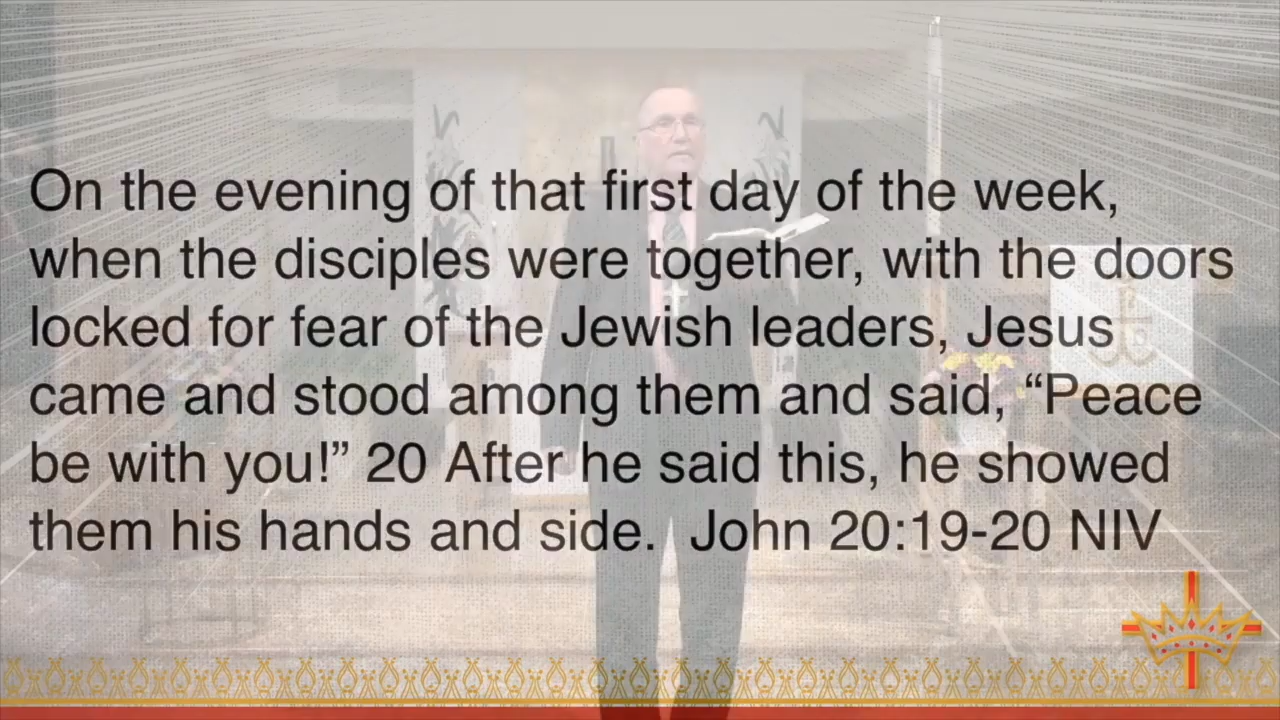 On the evening of that first day of the week,
when the disciples were together, with the doors
locked for fear of the Jewish leaders, Jesus
came and stood among them and said, “Peace
be with you!” 20 After he said this, he showed
them his hands and side.  John 20:19-20 NIV